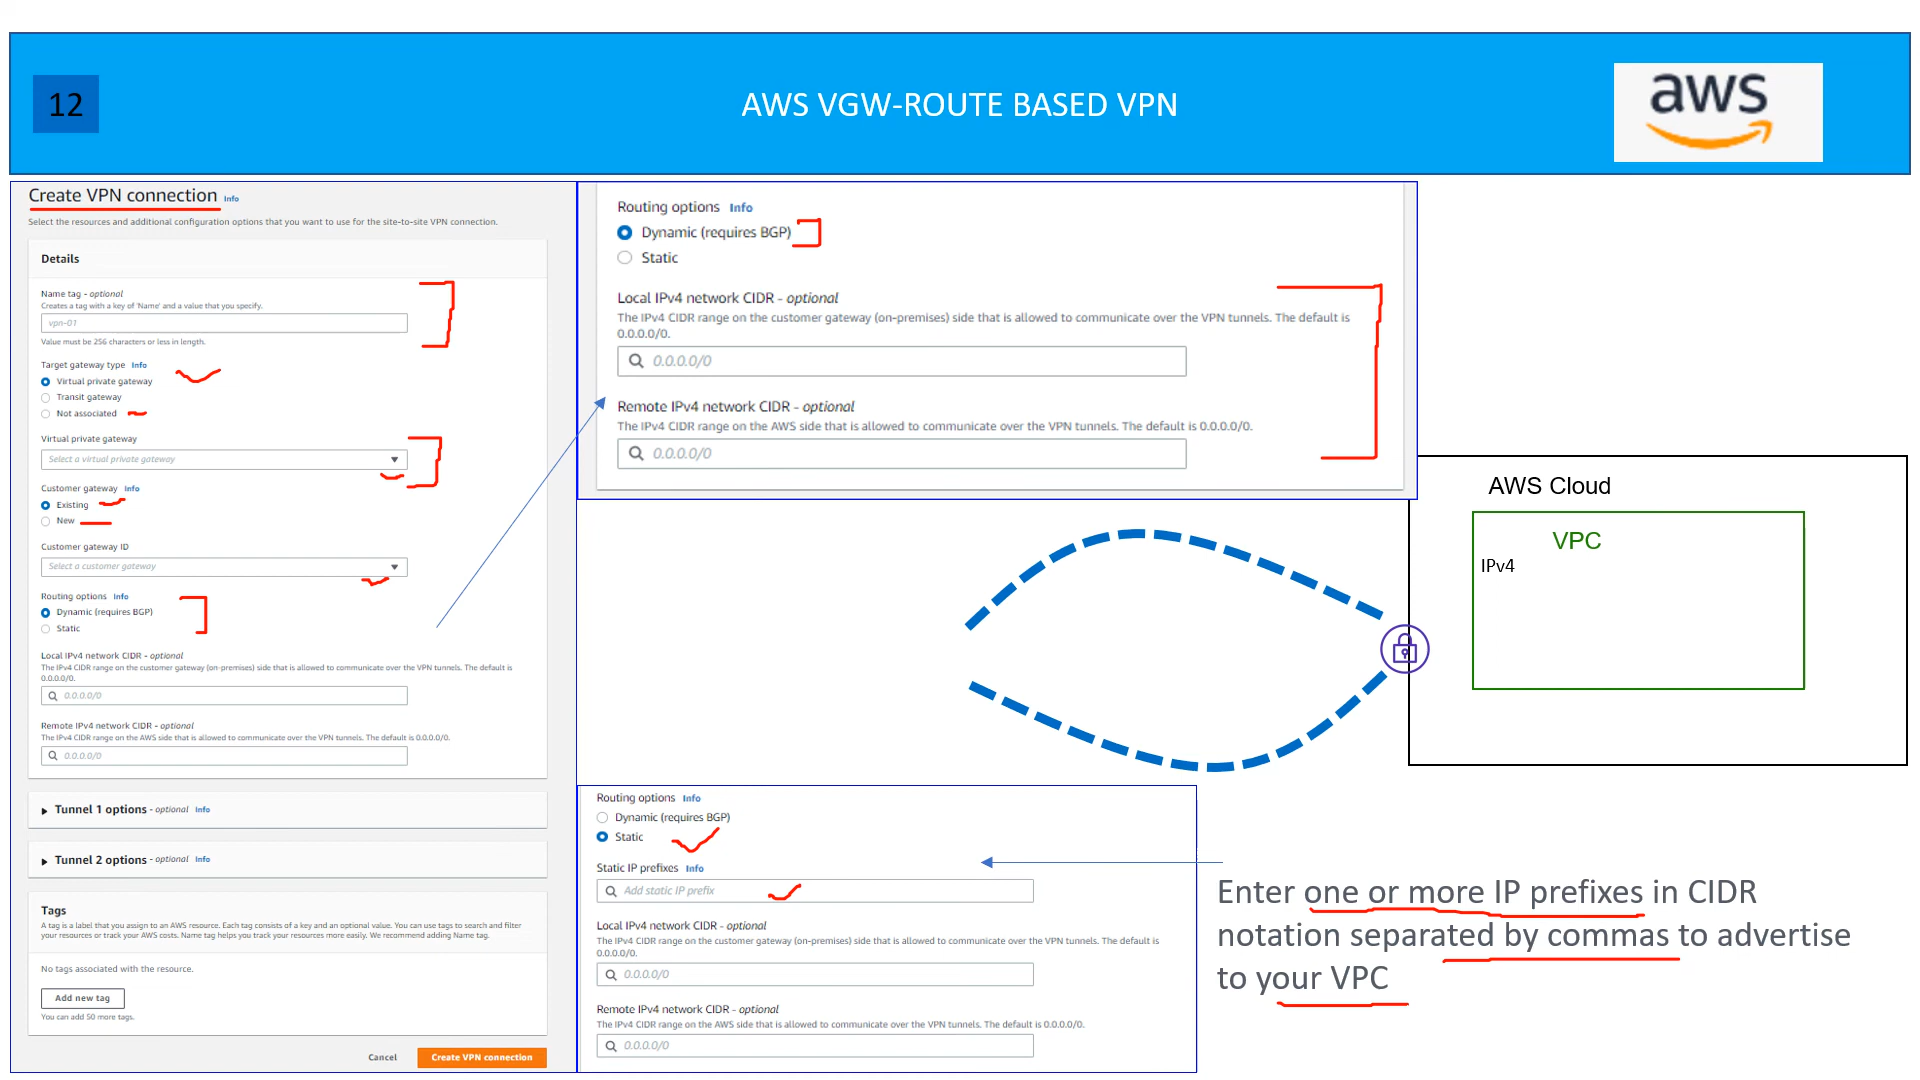 12
AWS VGW-ROUTE BASED VPN
aws
Create VPN connection Info
Select the resources and additional configuration options that you want to use for the site-to-site VPN connection.
Details
Name tag - optional
Creates a tag with a key of 'Name' and a value that you specify.
vpn-01
Value must be 256 characters or less in length.
Target gateway type Info
Virtual private gateway
Transit gateway
Not associated
Virtual private gateway
Select a virtual private gateway
Customer gateway Info
Existing
New
Customer gateway ID
Select a customer gateway
Routing options Info
Dynamic (requires BGP)
Static
Local IPv4 network CIDR - optional
The IPv4 CIDR range on the customer gateway (on-premises) side that is allowed to communicate over the VPN tunnels. The default is
0.0.0.0/0.
0.0.0.0/0
Remote IPv4 network CIDR - optional
The IPv4 CIDR range on the AWS side that is allowed to communicate over the VPN tunnels. The default is 0.0.0.0/0.
0.0.0.0/0
Tunnel 1 options - optional Info
Tunnel 2 options - optional Info
Tags
A tag is a label that you assign to an AWS resource. Each tag consists of a key and an optional value. You can use tags to search and filter
your resources or track your AWS costs. Name tag helps you track your resources more easily. We recommend adding Name tag.
No tags associated with the resource.
Add new tag
You can add 50 more tags.
Cancel
Create VPN connection
Routing options Info
Dynamic (requires BGP)
Static
Local IPv4 network CIDR - optional
The IPv4 CIDR range on the customer gateway (on-premises) side that is allowed to communicate over the VPN tunnels. The default is
0.0.0.0/0.
0.0.0.0/0
Remote IPv4 network CIDR - optional
The IPv4 CIDR range on the AWS side that is allowed to communicate over the VPN tunnels. The default is 0.0.0.0/0.
0.0.0.0/0
AWS Cloud
VPC
IPv4
Routing options Info
Dynamic (requires BGP)
Static
Static IP prefixes Info
Add static IP prefix
Local IPv4 network CIDR - optional
The IPv4 CIDR range on the customer gateway (on-premises) side that is allowed to communicate over the VPN tunnels. The default is
0.0.0.0/0.
0.0.0.0/0
Remote IPv4 network CIDR - optional
The IPv4 CIDR range on the AWS side that is allowed to communicate over the VPN tunnels. The default is 0.0.0.0/0.
0.0.0.0/0
Enter one or more IP prefixes in CIDR
notation separated by commas to advertise
to your VPC